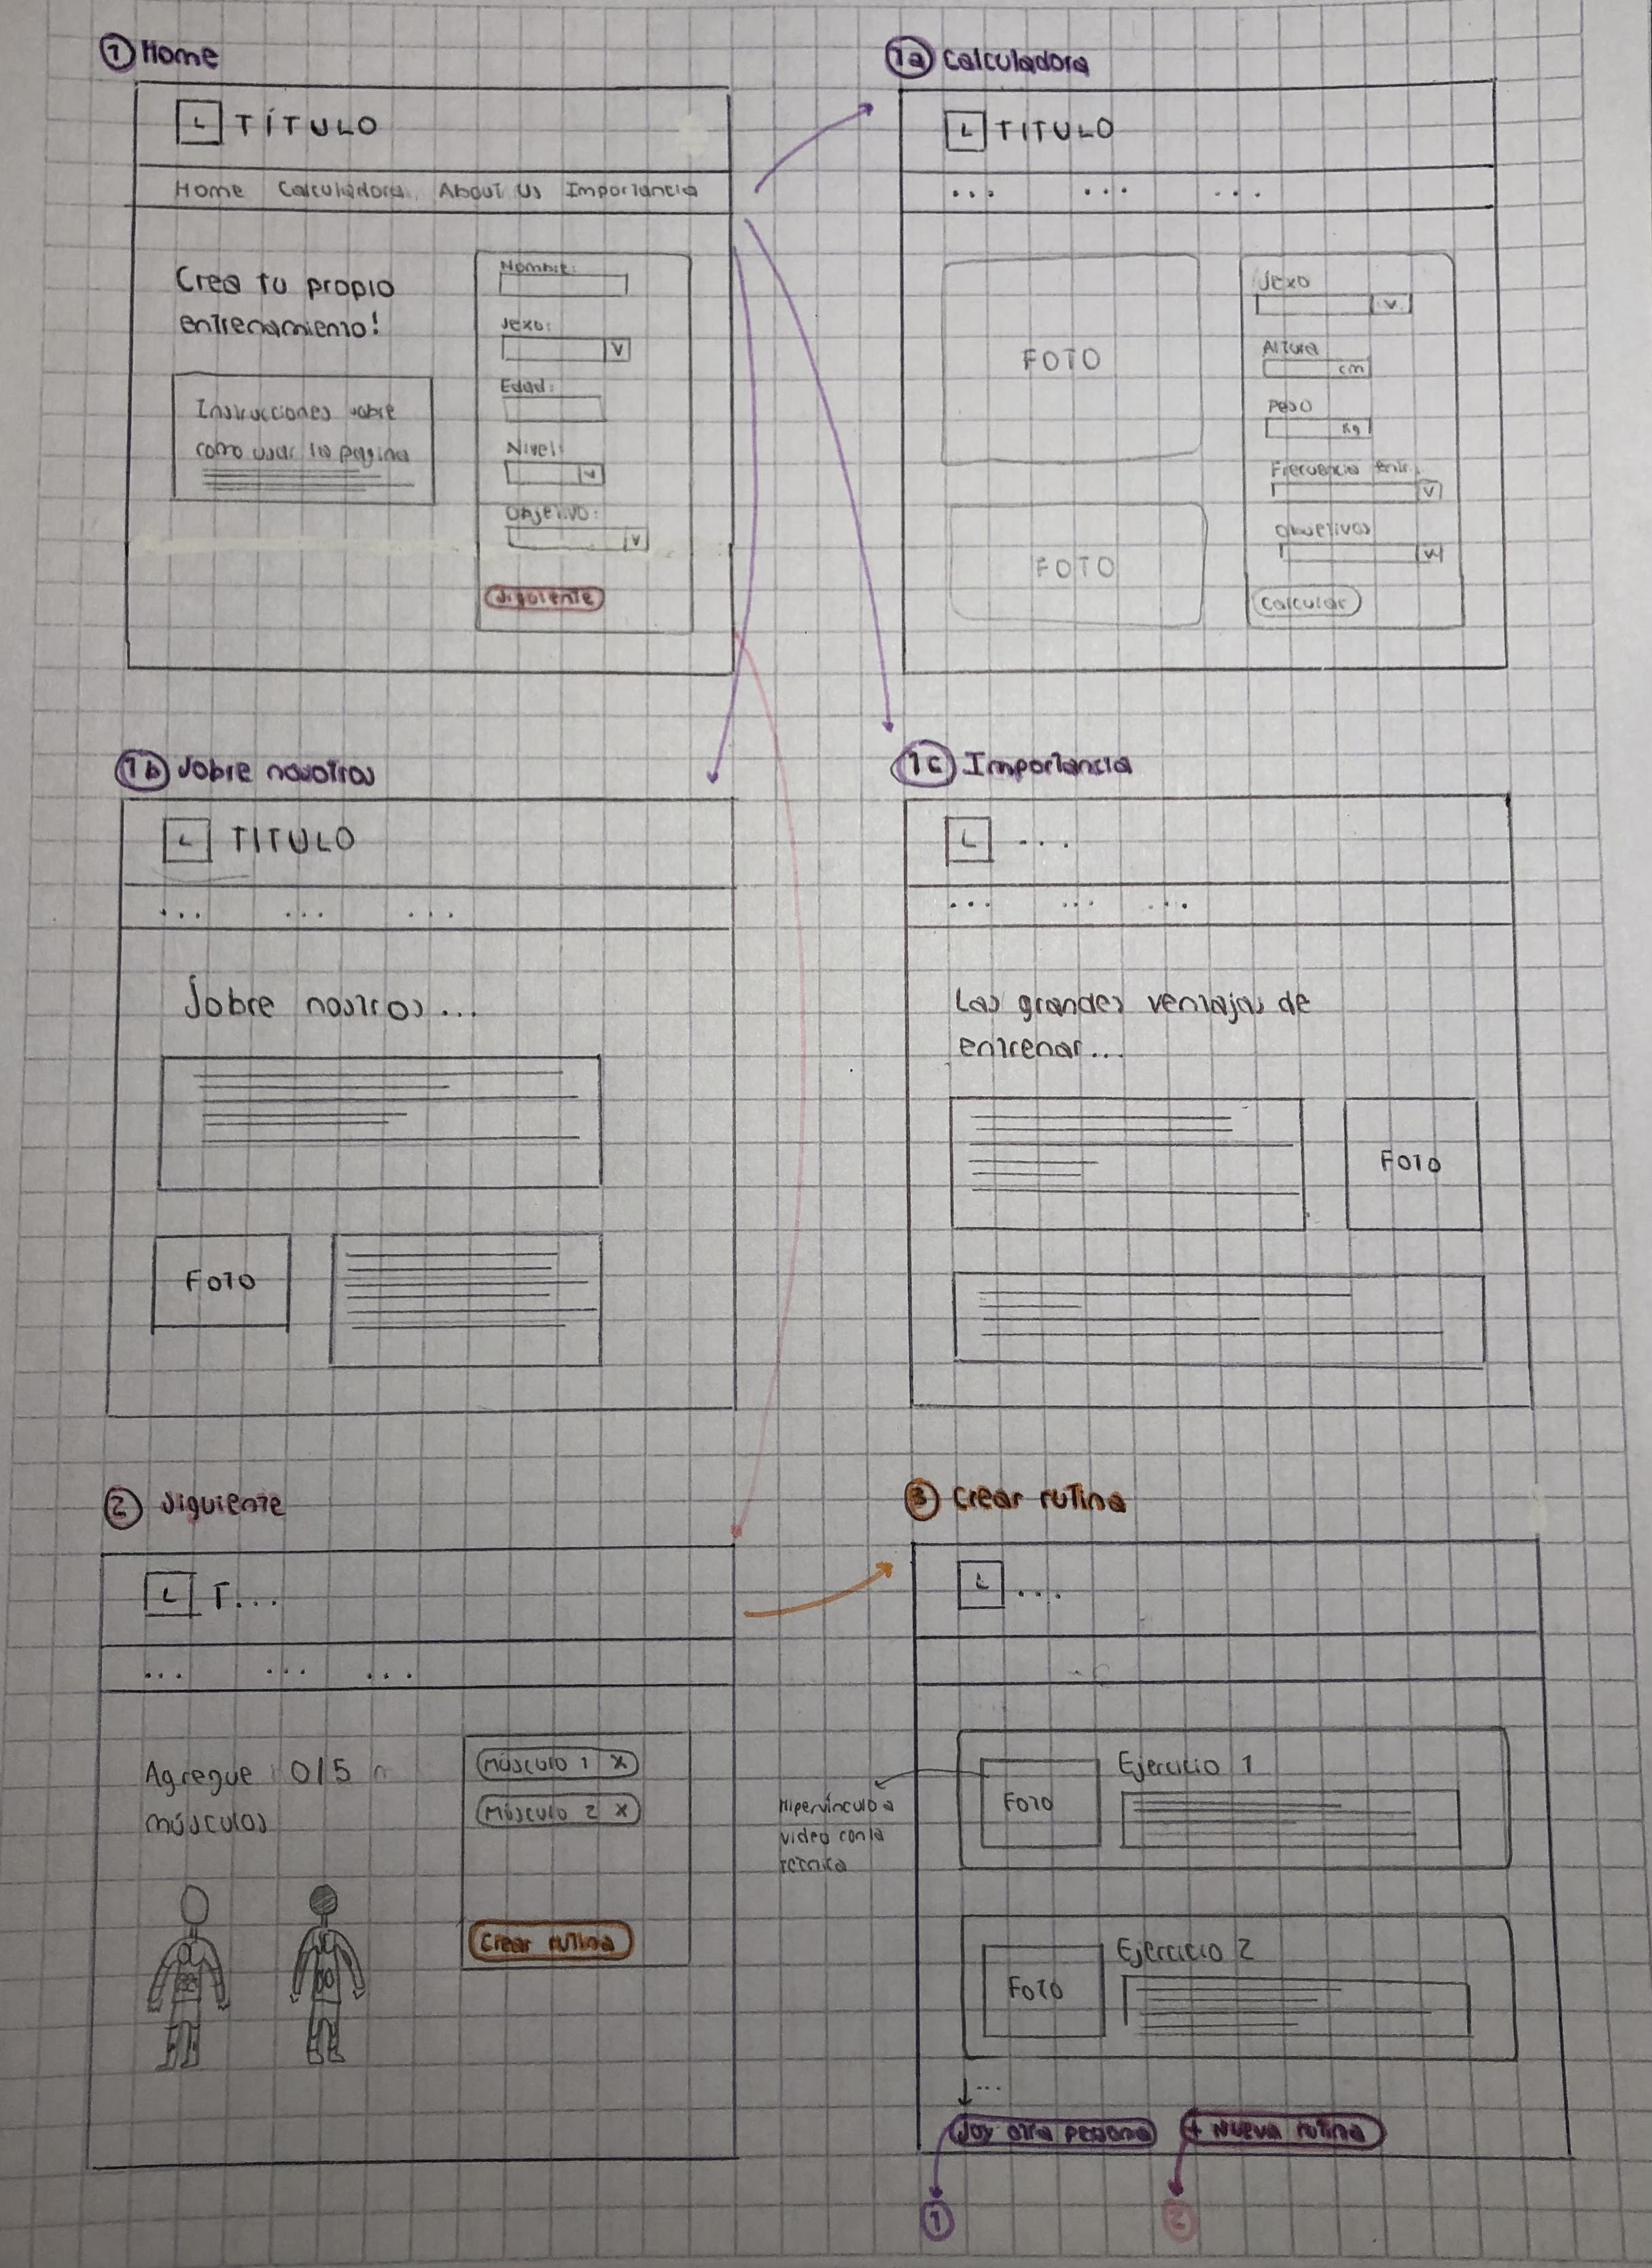 1 Home
L TÍTULO
Home Calculadora About Us Importancia
Crea tu propio
entrenamiento!
Instrucciones sobre
como usar la pagina
Nombre:
Sexo:
V
Edad:
Nivel:
V
Objetivo:
V
Siguiente
1a Calculadora
L TITULO
... ... ...
FOTO
FOTO
Sexo
V
Altura
cm
Peso
Kg
Frecuencia entr.
V
Objetivos
V
Calcular
1b Sobre nosotros
L TITULO
... ... ...
Sobre nostros...
FOTO
1c Importancia
L ...
... ... ...
Las grandes ventajas de
entrenar...
FOTO
2 Siguiente
L T...
... ... ...
Agregue 0/5
músculos
Músculo 1 X
Músculo 2 X
Crear rutina
3 Crear rutina
L ...
Hipervínculo a
video con la
tecnica
FOTO
Ejercicio 1
FOTO
Ejercicio 2
...
Soy otra persona
+ Nueva rutina
1
2